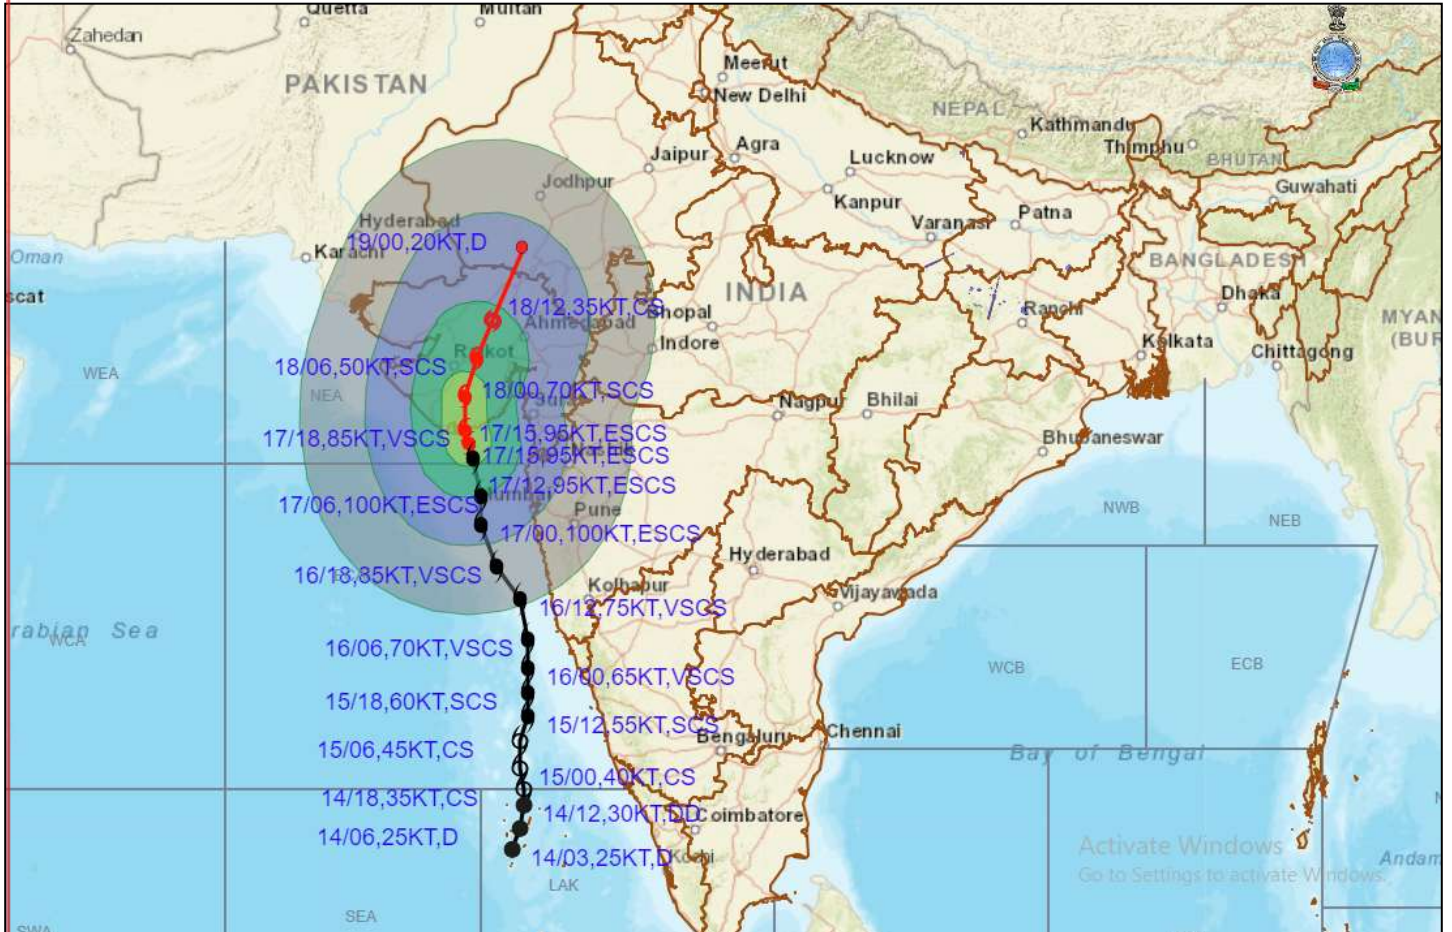 Quetta
Multan
Zahedan
Meerut
PAKISTAN
New Delhi
NEPAL
Kathmandu
Agra
Thimphu
Jaipur
Lucknow
BHUTAN
Jodhpur
Guwahati
Kanpur
Patna
Hyderabad
Varanasi
19/00,20KT,D
Oman
Karachi
BANGLADESH
scat
INDIA
Dhaka
18/12,35KT,CS
Bhopal
Ranchi
MYAN
Ahmedabad
(BUR
Indore
Kolkata
Chittagong
Rajkot
18/06,50KT,SCS
WEA
18/00,70KT,SCS
NEA
Nagpur
Bhilai
Surat
17/15,95KT,ESCS
17/18,85KT,VSCS
Bhubaneswar
Nashik
17/15,95KT,ESCS
17/12,95KT,ESCS
Mumbai
17/06,100KT,ESCS
Pune
NWB
NEB
17/00,100KT,ESCS
Hyderabad
16/18,85KT,VSCS
Kolhapur
Vijayawada
16/12,75KT,VSCS
rabian Sea
WCA
16/06,70KT,VSCS
WCB
ECB
16/00,65KT,VSCS
15/18,60KT,SCS
15/12,55KT,SCS
Bengaluru
Chennai
15/06,45KT,CS
Bay of Bengal
15/00,40KT,CS
14/18,35KT,CS
14/12,30KT,DD
Coimbatore
14/06,25KT,D
Activate Windows
14/03,25KT,D
Kochi
Andam
Go to Settings to activate Windows.
LAK
SEA
SWA